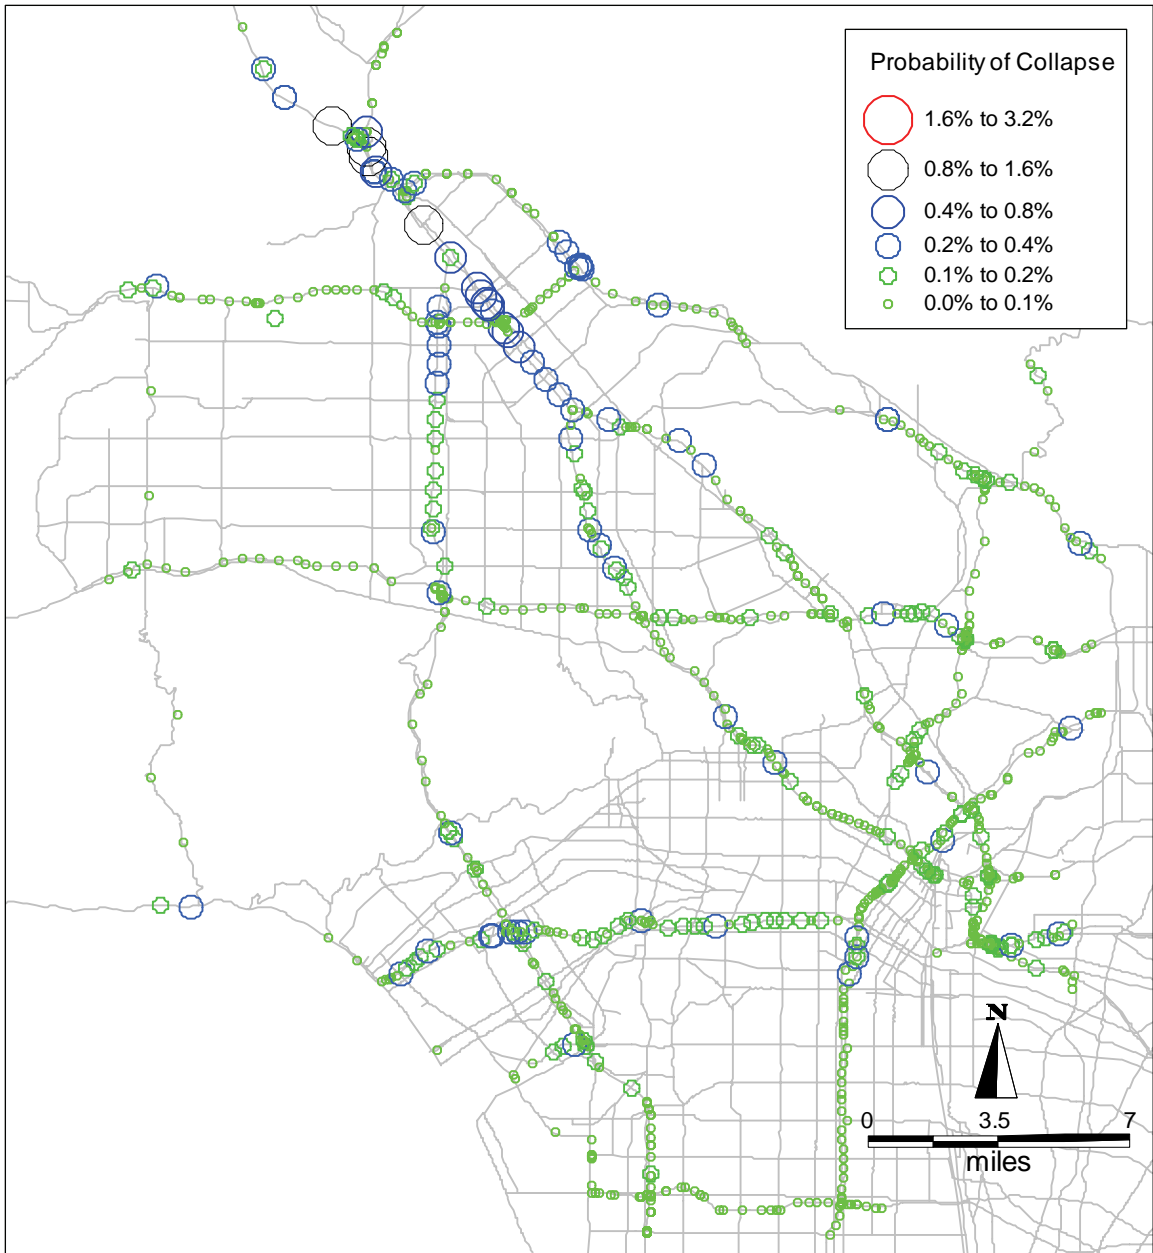 Probability of Collapse
1.6% to 3.2%
0.8% to 1.6%
0.4% to 0.8%
0.2% to 0.4%
0.1% to 0.2%
0.0% to 0.1%
N
0 3.5 7
miles